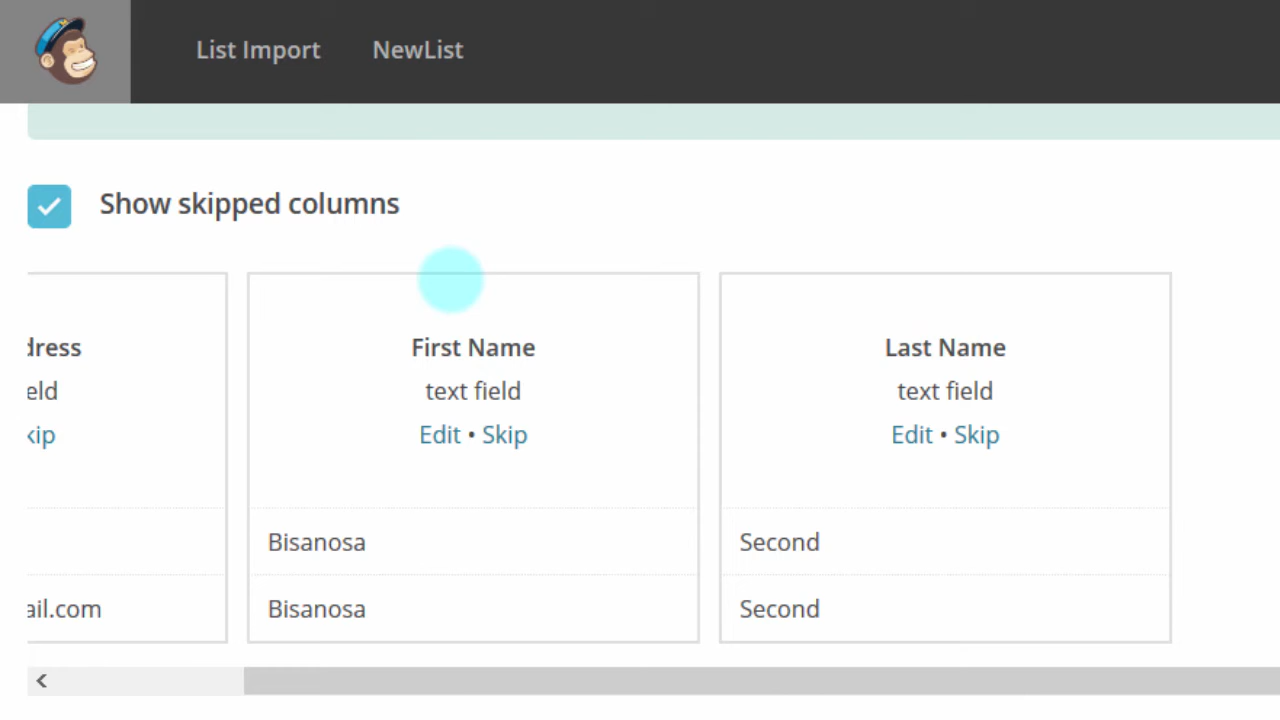 List Import NewList
Show skipped columns
dress First Name Last Name
eld text field text field
kip Edit • Skip Edit • Skip
Bisanosa Second
ail.com Bisanosa Second